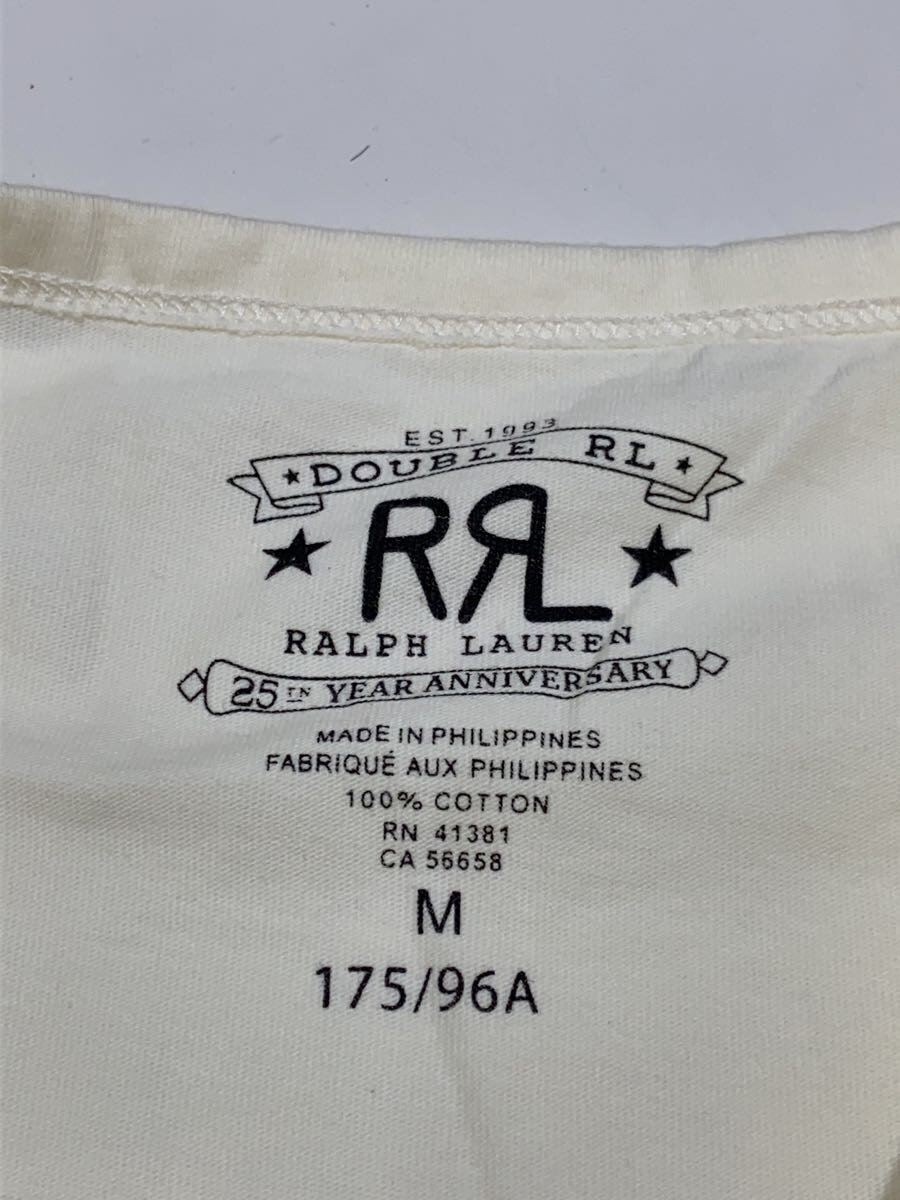 EST. 1993
DOUBLE RL
RRL
RALPH LAUREN
25TH YEAR ANNIVERSARY
MADE IN PHILIPPINES
FABRIQUÉ AUX PHILIPPINES
100% COTTON
RN 41381
CA 56658
M
175/96A